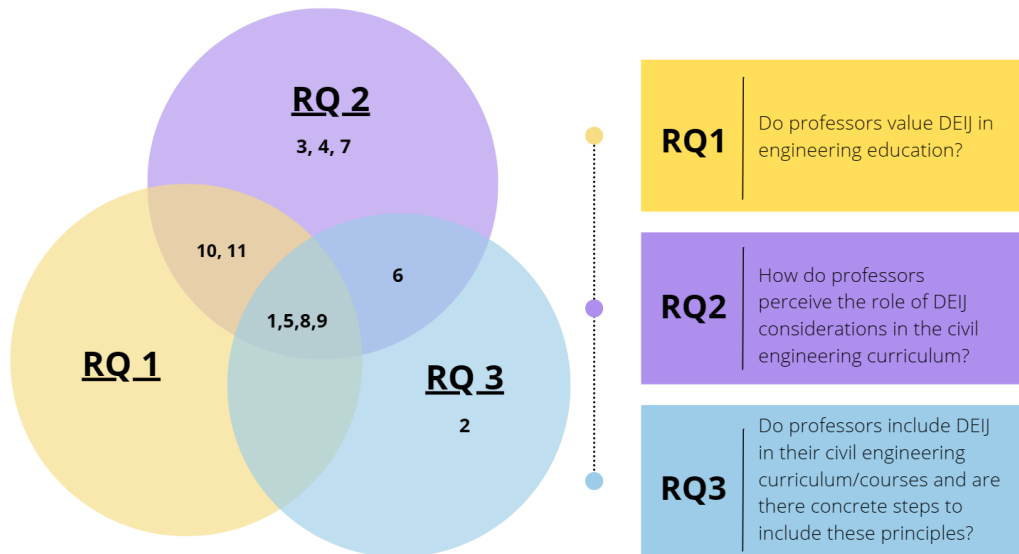 RQ 2
3, 4, 7
10, 11
6
1,5,8,9
RQ 1
RQ 3
2
RQ1
Do professors value DEIJ in
engineering education?
RQ2
How do professors
perceive the role of DEIJ
considerations in the civil
engineering curriculum?
RQ3
Do professors include DEIJ
in their civil engineering
curriculum/courses and are
there concrete steps to
include these principles?